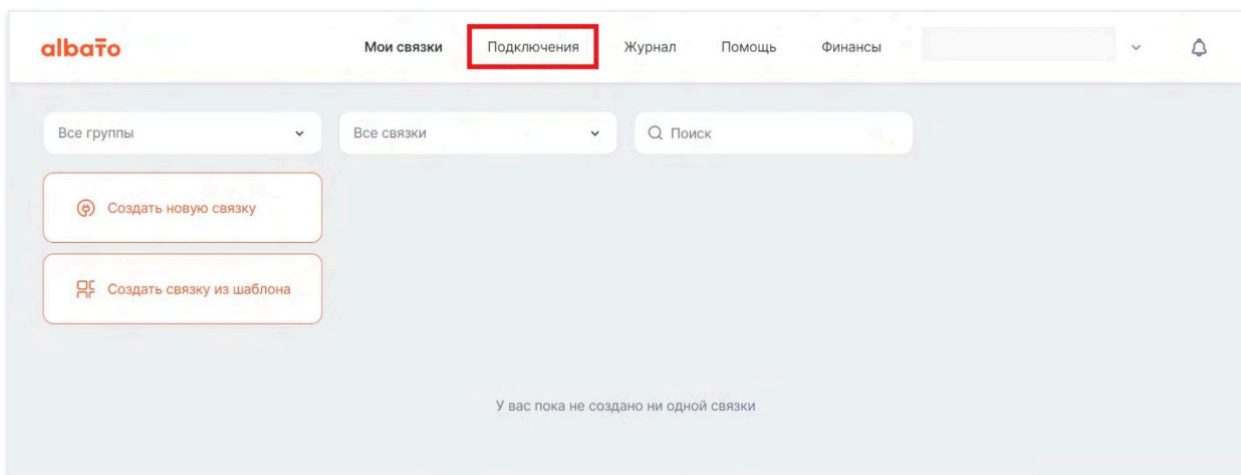 albato
Мои связки Подключения Журнал Помощь Финансы
Все группы Все связки Поиск
Создать новую связку
Создать связку из шаблона
У вас пока не создано ни одной связки